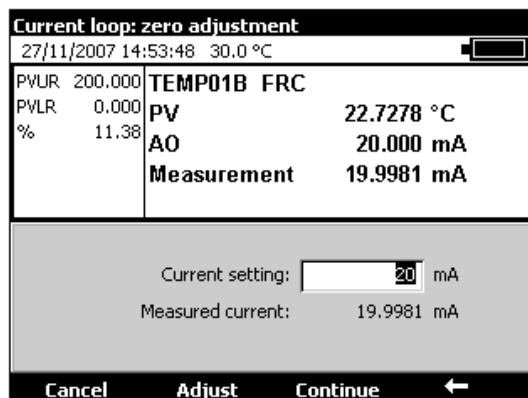 Current loop: zero adjustment
27/11/2007 14:53:48 30.0 °C
PVUR 200.000
PVLR 0.000
% 11.38
TEMP01B FRC
PV 22.7278 °C
AO 20.000 mA
Measurement 19.9981 mA
Current setting: 20 mA
Measured current: 19.9981 mA
Cancel Adjust Continue ←